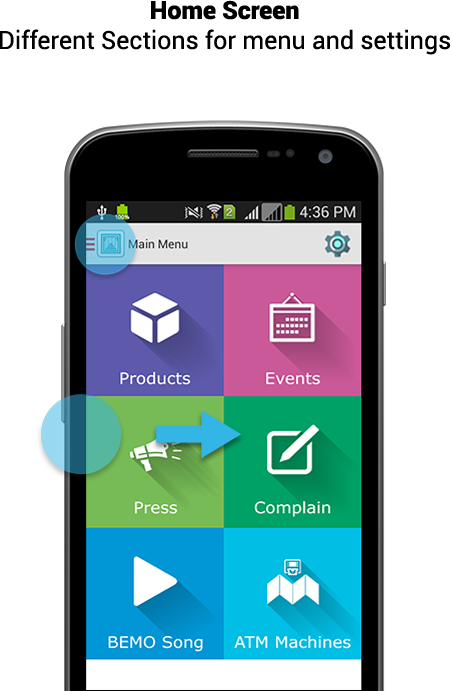 Home Screen
Different Sections for menu and settings
100% 2 4:36 PM
Main Menu
Products Events
Press Complain
BEMO Song ATM Machines